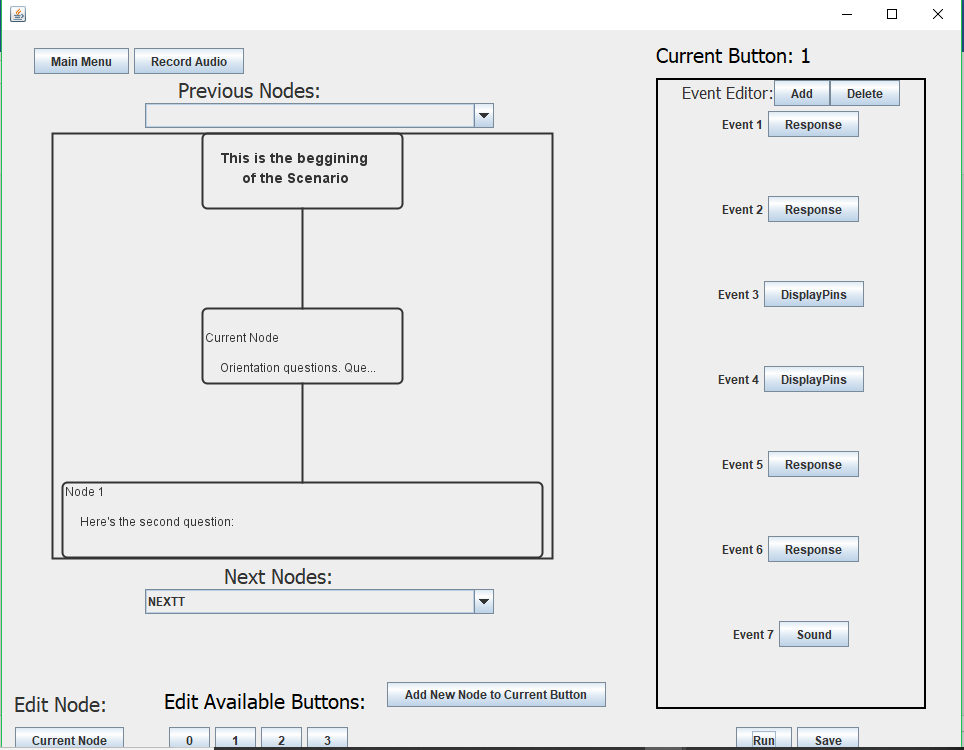 Main Menu Record Audio
Previous Nodes:
This is the beggining
of the Scenario
Current Node
Orientation questions. Que...
Node 1
Here's the second question:
Next Nodes:
NEXTT
Edit Node:
Current Node
Edit Available Buttons:
0 1 2 3
Add New Node to Current Button
Current Button: 1
Event Editor: Add Delete
Event 1 Response
Event 2 Response
Event 3 DisplayPins
Event 4 DisplayPins
Event 5 Response
Event 6 Response
Event 7 Sound
Run Save